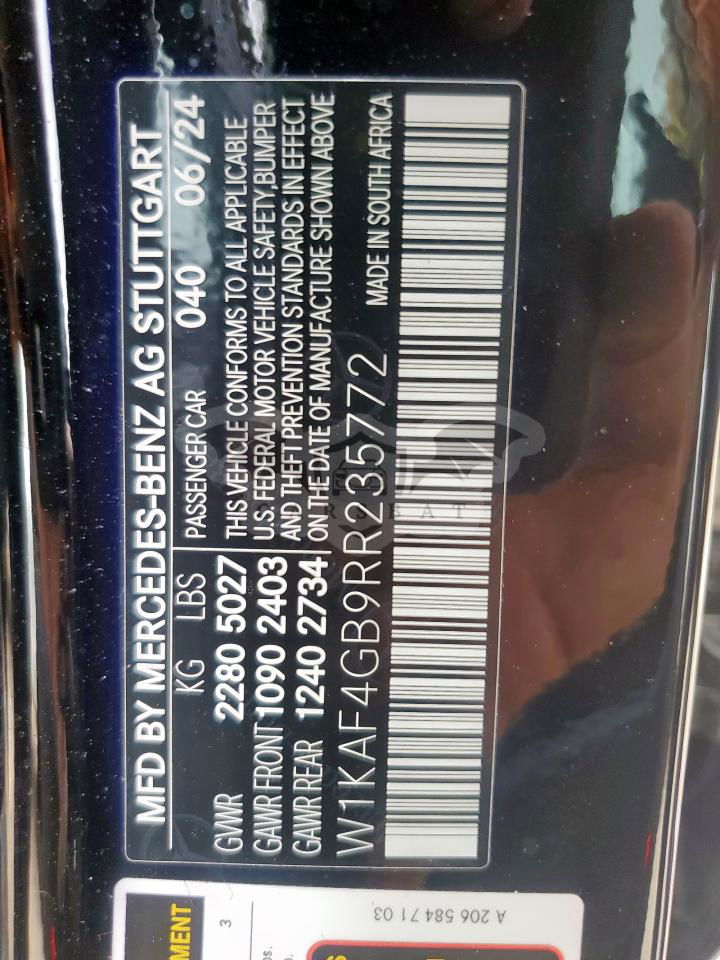 MFD BY MERCEDES-BENZ AG STUTTGART
KG LBS PASSENGER CAR 040 06/24
GVWR 2280 5027
GAWR FRONT 1090 2403
GAWR REAR 1240 2734
THIS VEHICLE CONFORMS TO ALL APPLICABLE
U.S. FEDERAL MOTOR VEHICLE SAFETY,BUMPER
AND THEFT PREVENTION STANDARDS IN EFFECT
ON THE DATE OF MANUFACTURE SHOWN ABOVE
W1KAF4GB9RR235772
MADE IN SOUTH AFRICA
A 206 584 71 03
3